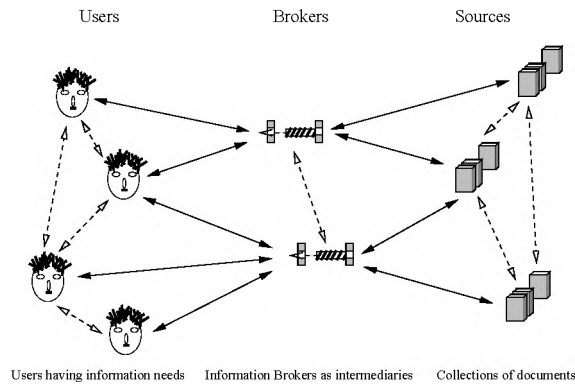 Users
Brokers
Sources
Users having information needs
Information Brokers as intermediaries
Collections of documents